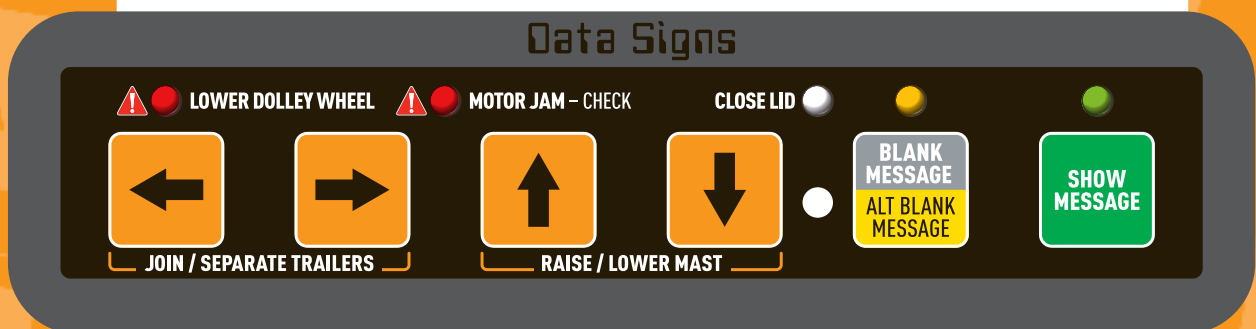 Data Signs
LOWER DOLLEY WHEEL
MOTOR JAM – CHECK
CLOSE LID
BLANK
MESSAGE
ALT BLANK
MESSAGE
SHOW
MESSAGE
JOIN / SEPARATE TRAILERS
RAISE / LOWER MAST